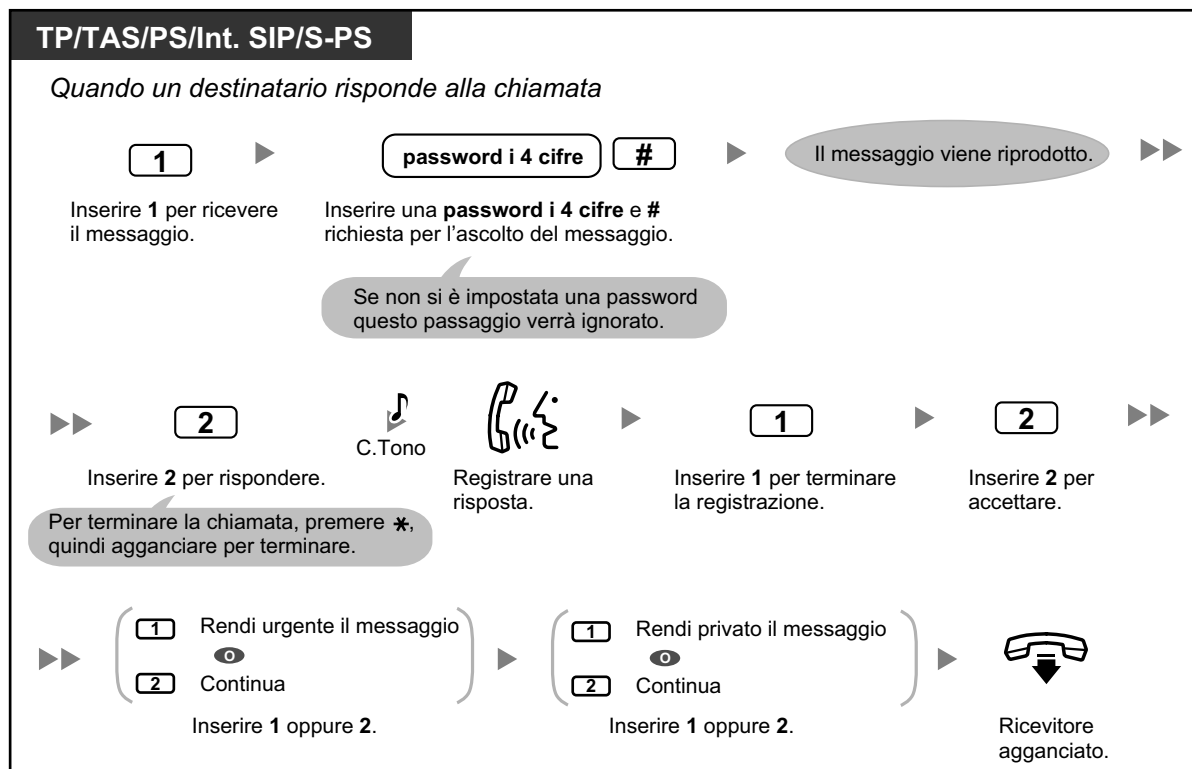 TP/TAS/PS/Int. SIP/S-PS
Quando un destinatario risponde alla chiamata
1
password i 4 cifre #
Il messaggio viene riprodotto.
Inserire 1 per ricevere
il messaggio.
Inserire una password i 4 cifre e #
richiesta per l'ascolto del messaggio.
Se non si è impostata una password
questo passaggio verrà ignorato.
2
C.Tono
1
2
Inserire 2 per rispondere.
Per terminare la chiamata, premere *,
quindi agganciare per terminare.
Registrare una
risposta.
Inserire 1 per terminare
la registrazione.
Inserire 2 per
accettare.
1 Rendi urgente il messaggio
O
2 Continua
Inserire 1 oppure 2.
1 Rendi privato il messaggio
O
2 Continua
Inserire 1 oppure 2.
Ricevitore
agganciato.